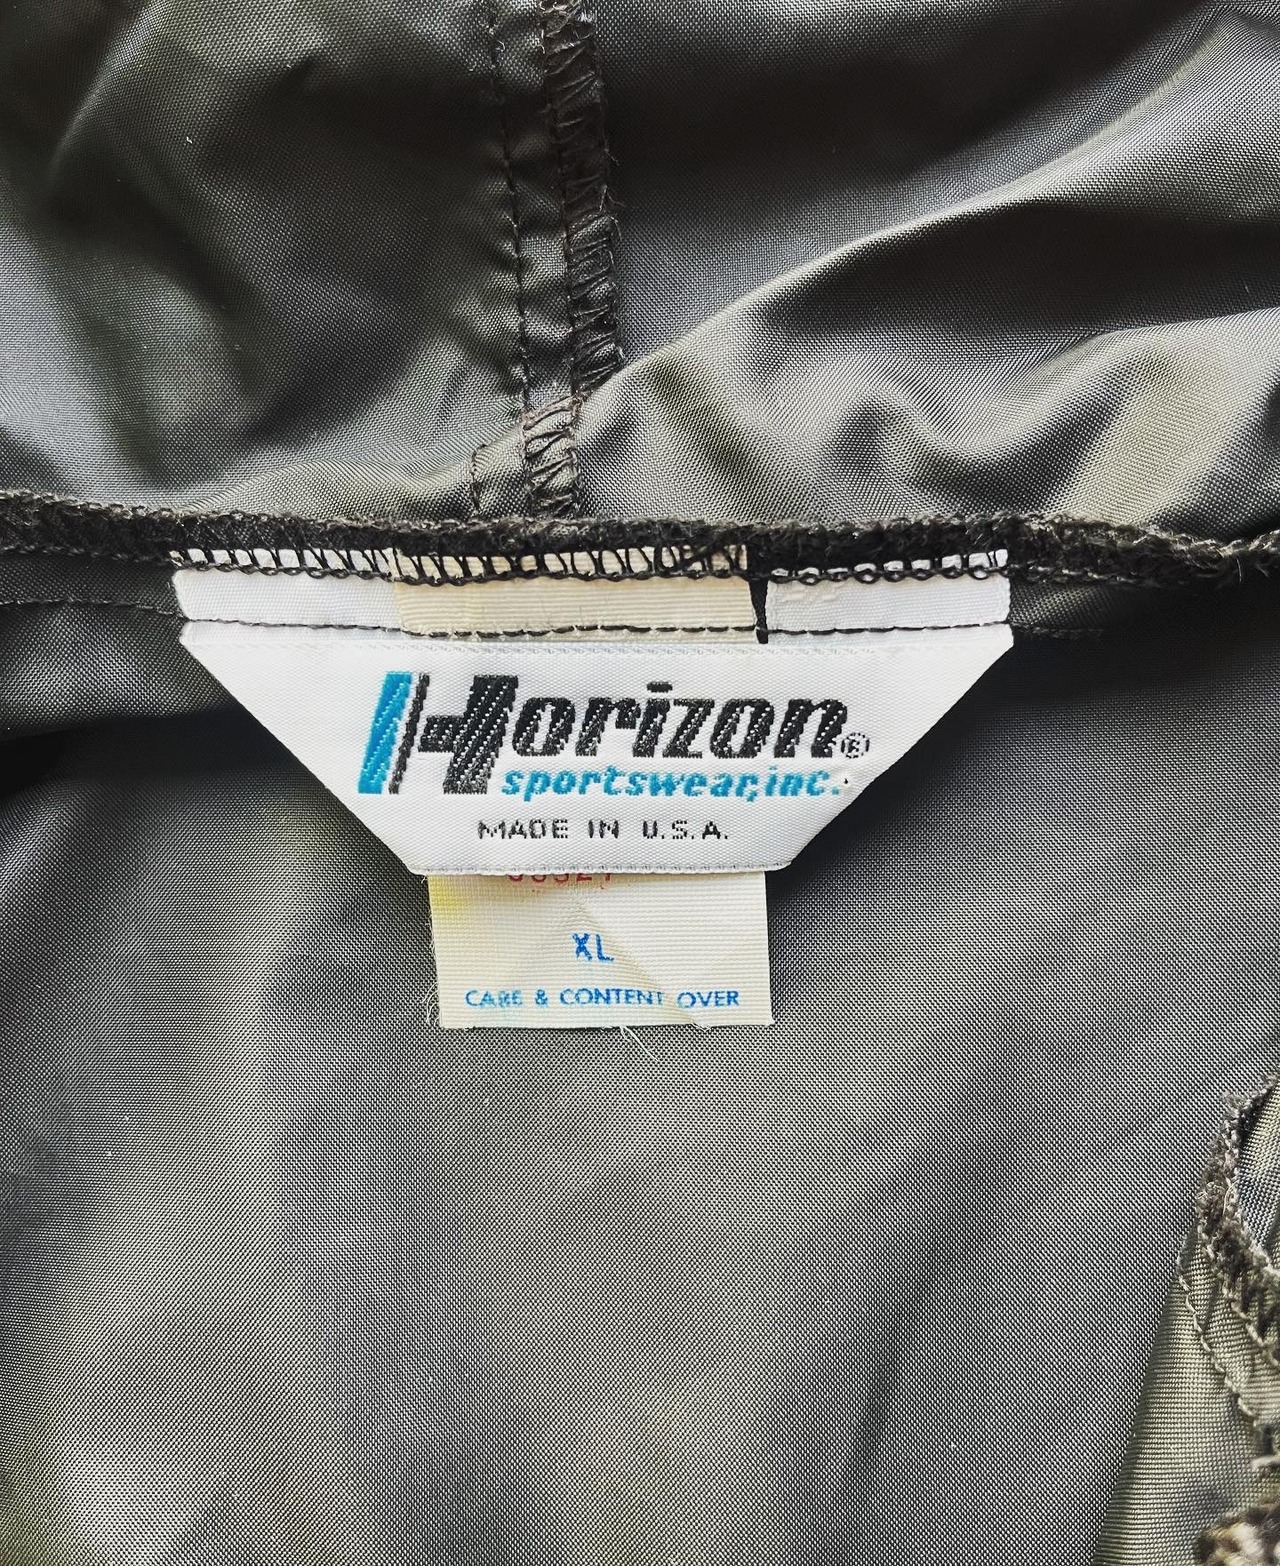 Horizon®
sportswear, inc.
MADE IN U.S.A.
XL
CARE & CONTENT OVER